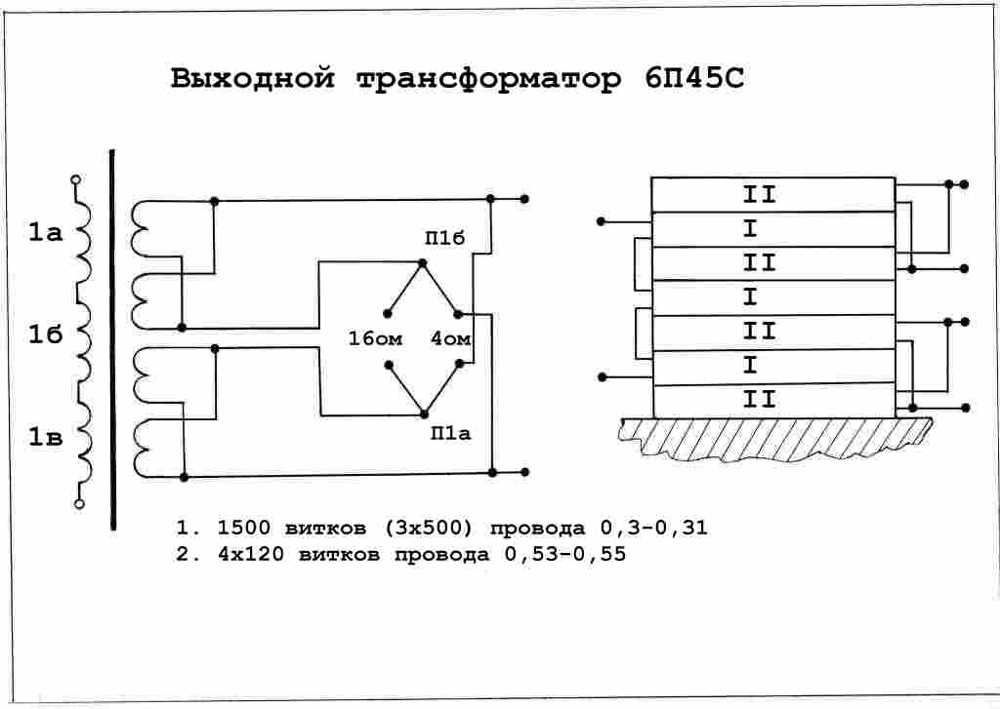 Выходной трансформатор 6П45С
1а
1б
1в
П1б
16ом 4ом
П1а
II
I
II
I
II
I
II
1. 1500 витков (3х500) провода 0,3-0,31
2. 4х120 витков провода 0,53-0,55